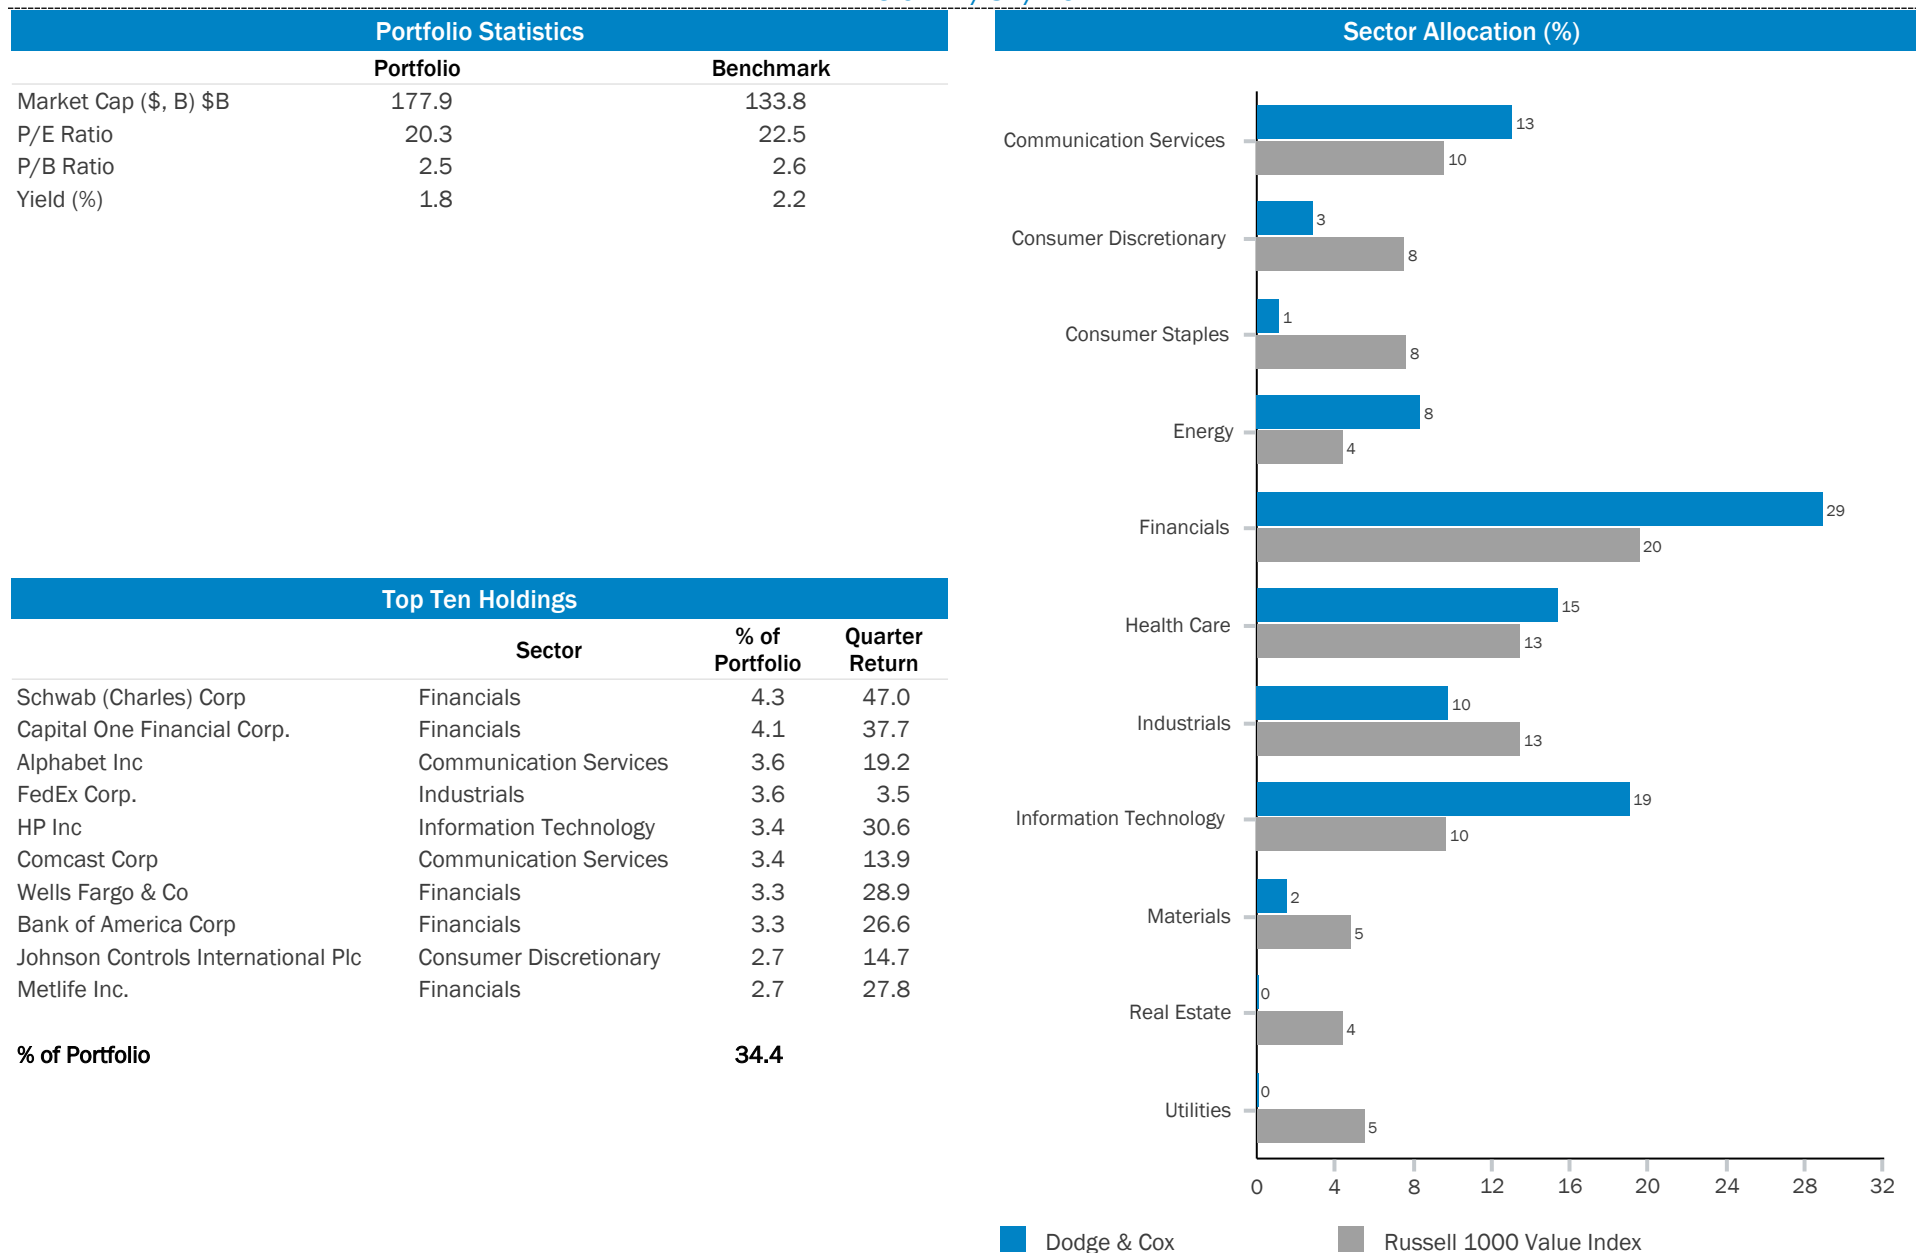 Portfolio Statistics
Portfolio Benchmark
Market Cap ($, B) $B 177.9 133.8
P/E Ratio 20.3 22.5
P/B Ratio 2.5 2.6
Yield (%) 1.8 2.2
Top Ten Holdings
Sector % of Portfolio Quarter Return
Schwab (Charles) Corp Financials 4.3 47.0
Capital One Financial Corp. Financials 4.1 37.7
Alphabet Inc Communication Services 3.6 19.2
FedEx Corp. Industrials 3.6 3.5
HP Inc Information Technology 3.4 30.6
Comcast Corp Communication Services 3.4 13.9
Wells Fargo & Co Financials 3.3 28.9
Bank of America Corp Financials 3.3 26.6
Johnson Controls International Plc Consumer Discretionary 2.7 14.7
Metlife Inc. Financials 2.7 27.8
% of Portfolio 34.4
Sector Allocation (%)
Communication Services 13 10
Consumer Discretionary 3 8
Consumer Staples 1 8
Energy 8 4
Financials 29 20
Health Care 15 13
Industrials 10 13
Information Technology 19 10
Materials 2 5
Real Estate 0 4
Utilities 0 5
0 4 8 12 16 20 24 28 32
Dodge & Cox Russell 1000 Value Index